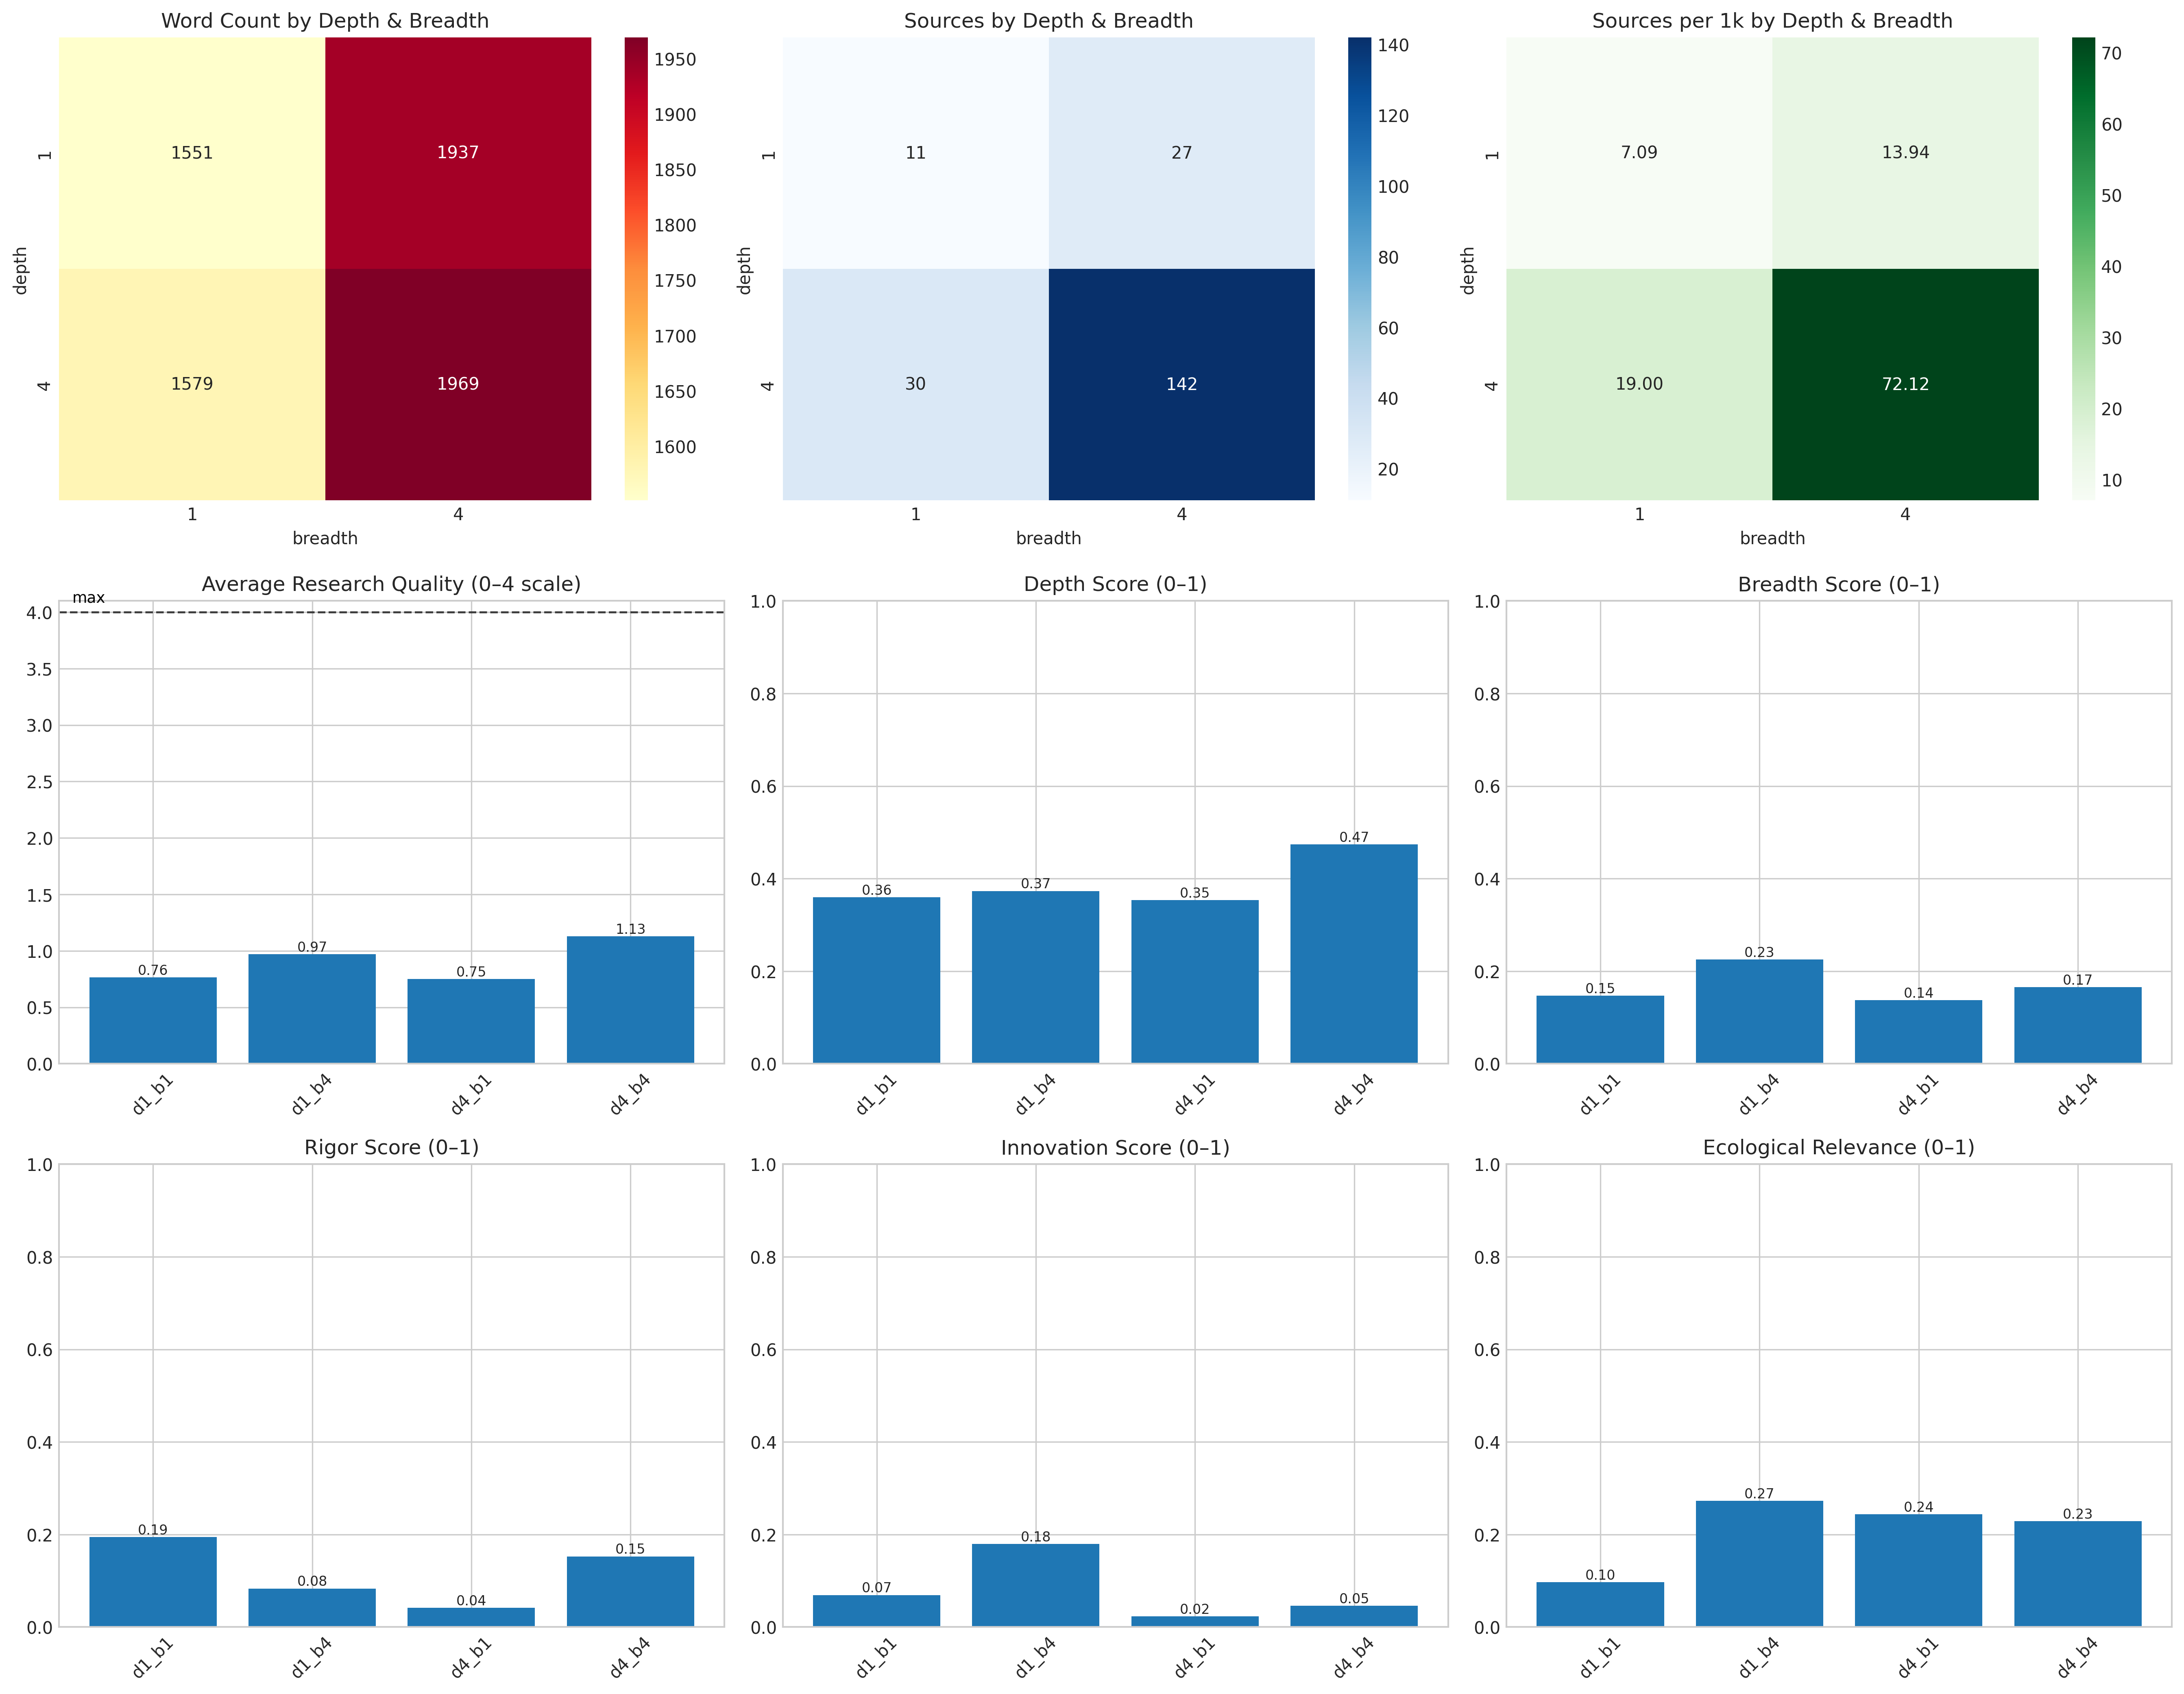 Word Count by Depth & Breadth
1551
1937
1579
1969
1
4
depth
1
4
breadth
1950
1900
1850
1800
1750
1700
1650
1600
Sources by Depth & Breadth
11
27
30
142
1
4
depth
1
4
breadth
140
120
100
80
60
40
20
Sources per 1k by Depth & Breadth
7.09
13.94
19.00
72.12
1
4
depth
1
4
breadth
70
60
50
40
30
20
10
Average Research Quality (0–4 scale)
max
4.0
3.5
3.0
2.5
2.0
1.5
1.0
0.5
0.0
0.76
0.97
0.75
1.13
d1_b1
d1_b4
d4_b1
d4_b4
Depth Score (0–1)
1.0
0.8
0.6
0.4
0.2
0.0
0.36
0.37
0.35
0.47
d1_b1
d1_b4
d4_b1
d4_b4
Breadth Score (0–1)
1.0
0.8
0.6
0.4
0.2
0.0
0.15
0.23
0.14
0.17
d1_b1
d1_b4
d4_b1
d4_b4
Rigor Score (0–1)
1.0
0.8
0.6
0.4
0.2
0.0
0.19
0.08
0.04
0.15
d1_b1
d1_b4
d4_b1
d4_b4
Innovation Score (0–1)
1.0
0.8
0.6
0.4
0.2
0.0
0.07
0.18
0.02
0.05
d1_b1
d1_b4
d4_b1
d4_b4
Ecological Relevance (0–1)
1.0
0.8
0.6
0.4
0.2
0.0
0.10
0.27
0.24
0.23
d1_b1
d1_b4
d4_b1
d4_b4